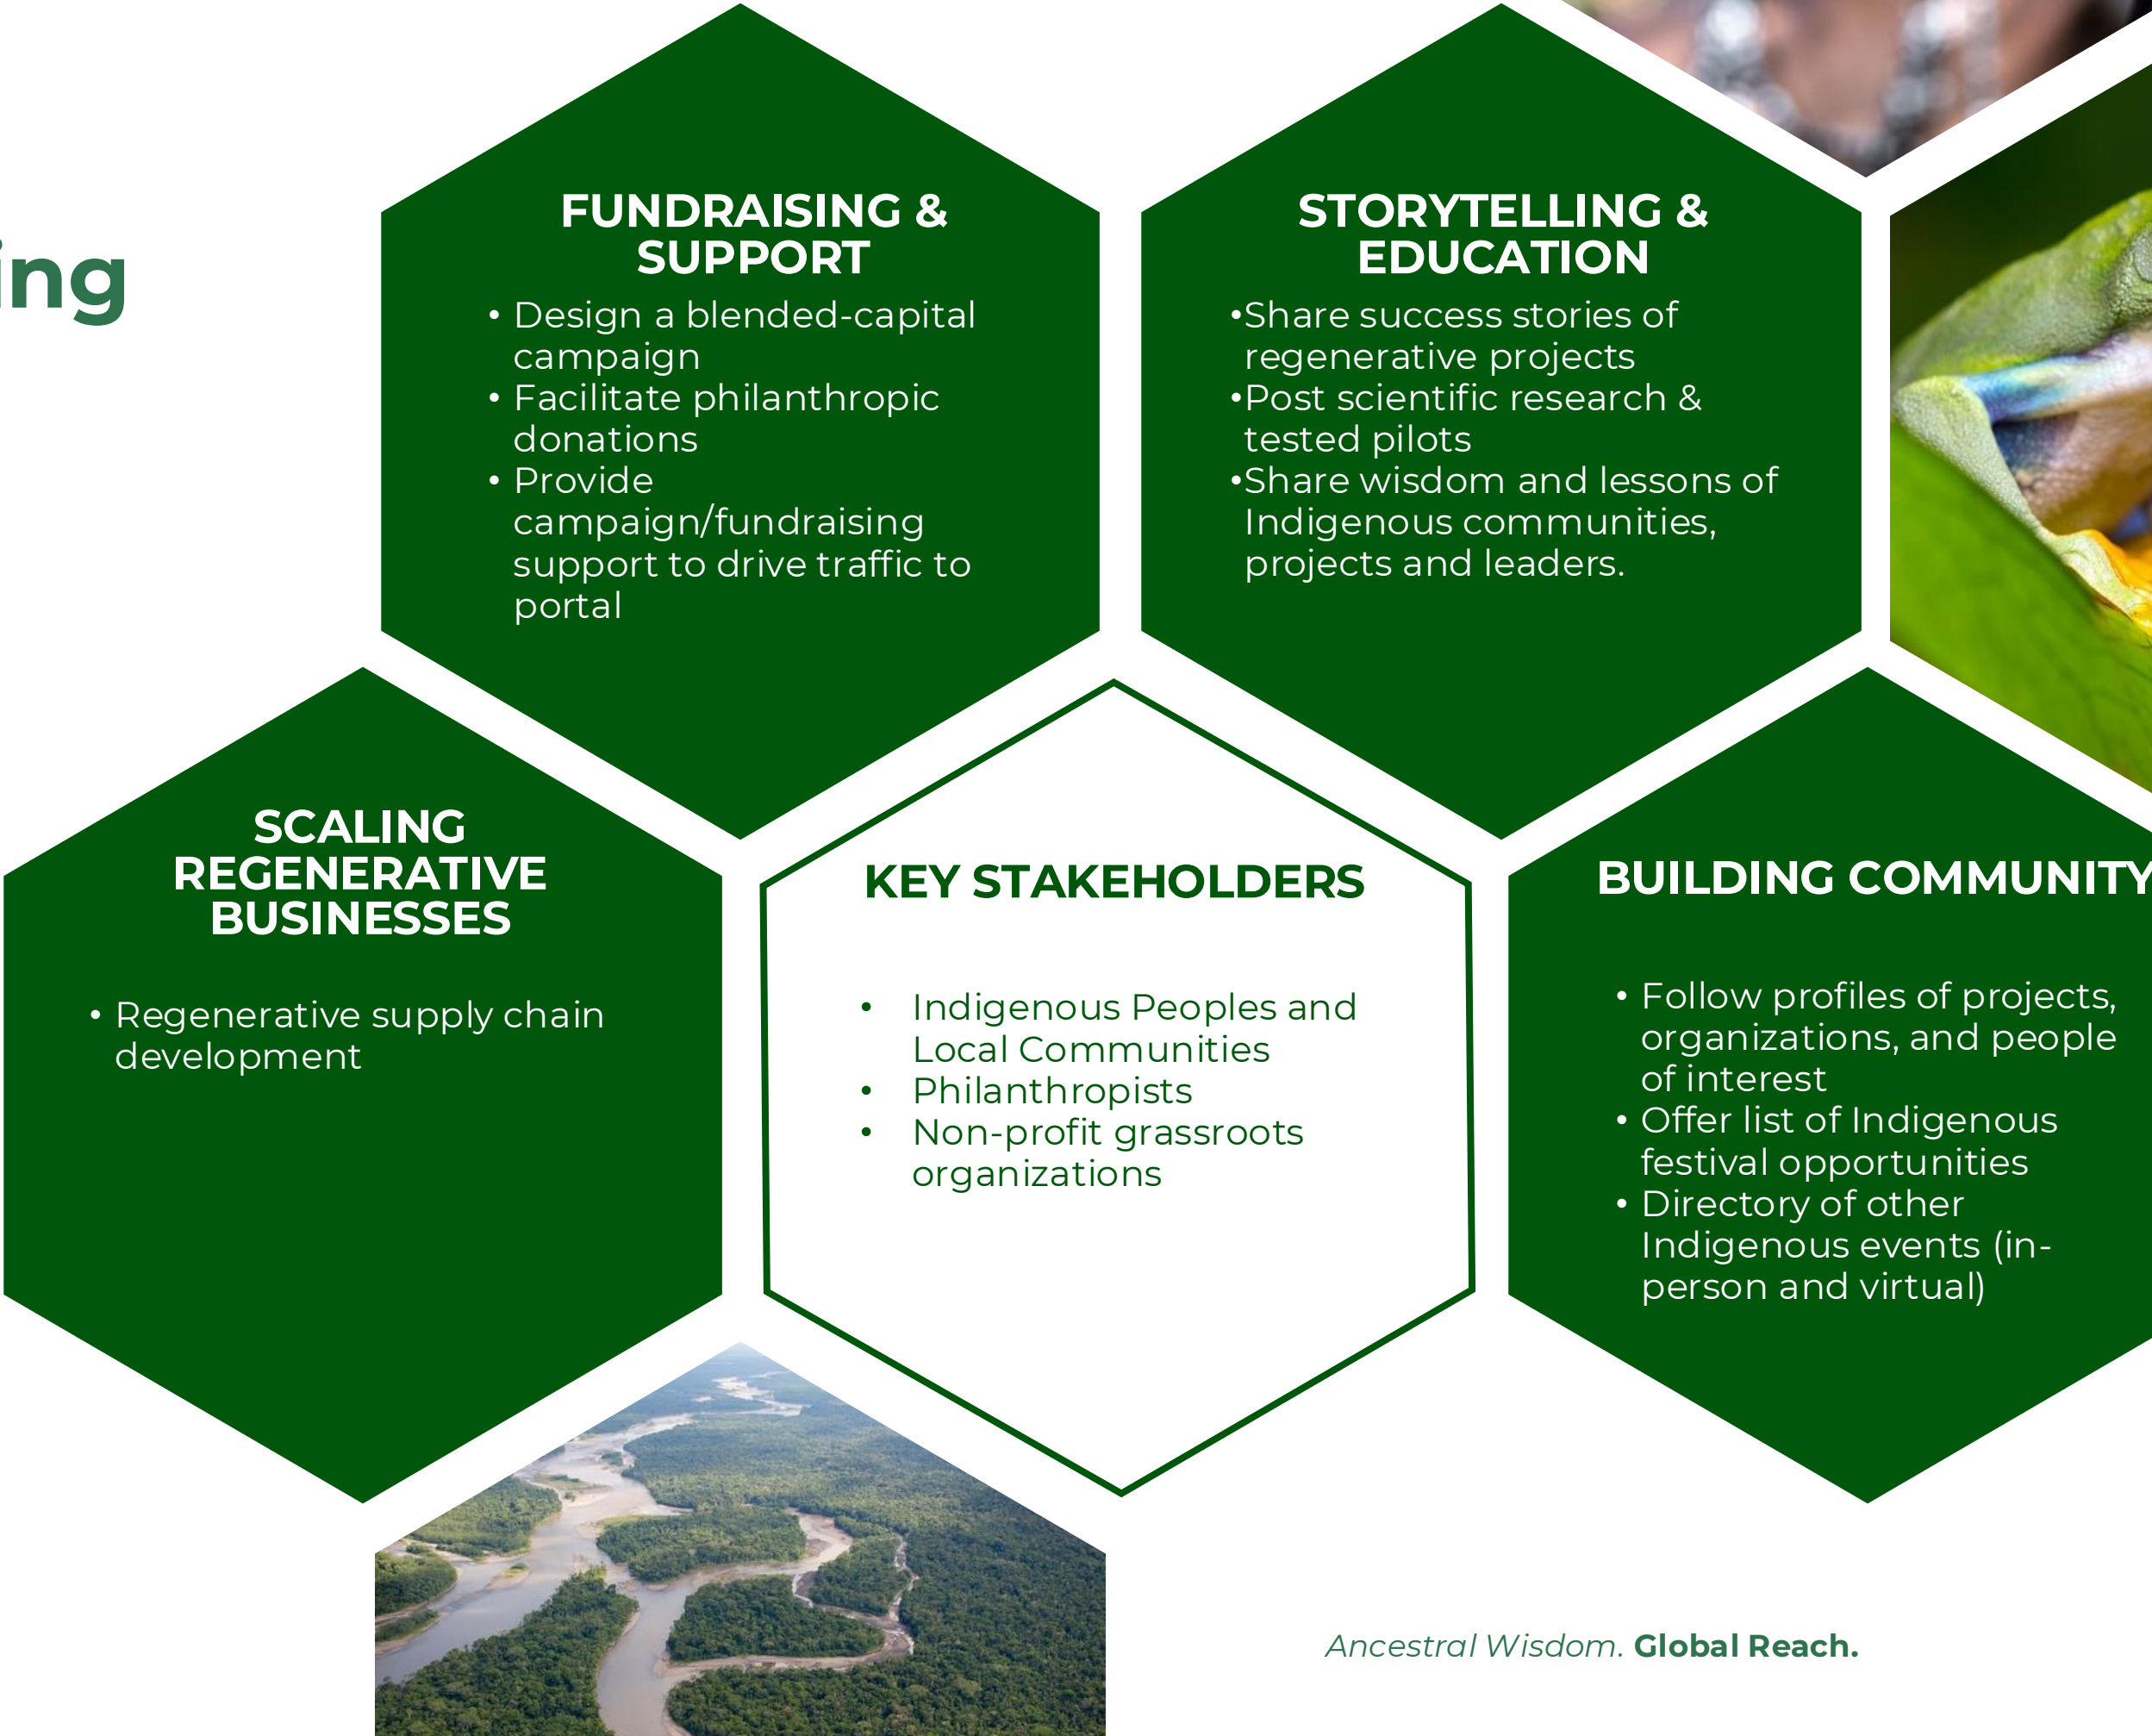 ing
FUNDRAISING &
SUPPORT
• Design a blended-capital
campaign
• Facilitate philanthropic
donations
• Provide
campaign/fundraising
support to drive traffic to
portal
STORYTELLING &
EDUCATION
•Share success stories of
regenerative projects
•Post scientific research &
tested pilots
•Share wisdom and lessons of
Indigenous communities,
projects and leaders.
SCALING
REGENERATIVE
BUSINESSES
• Regenerative supply chain
development
KEY STAKEHOLDERS
• Indigenous Peoples and
Local Communities
• Philanthropists
• Non-profit grassroots
organizations
BUILDING COMMUNITY
• Follow profiles of projects,
organizations, and people
of interest
• Offer list of Indigenous
festival opportunities
• Directory of other
Indigenous events (in-
person and virtual)
Ancestral Wisdom. Global Reach.